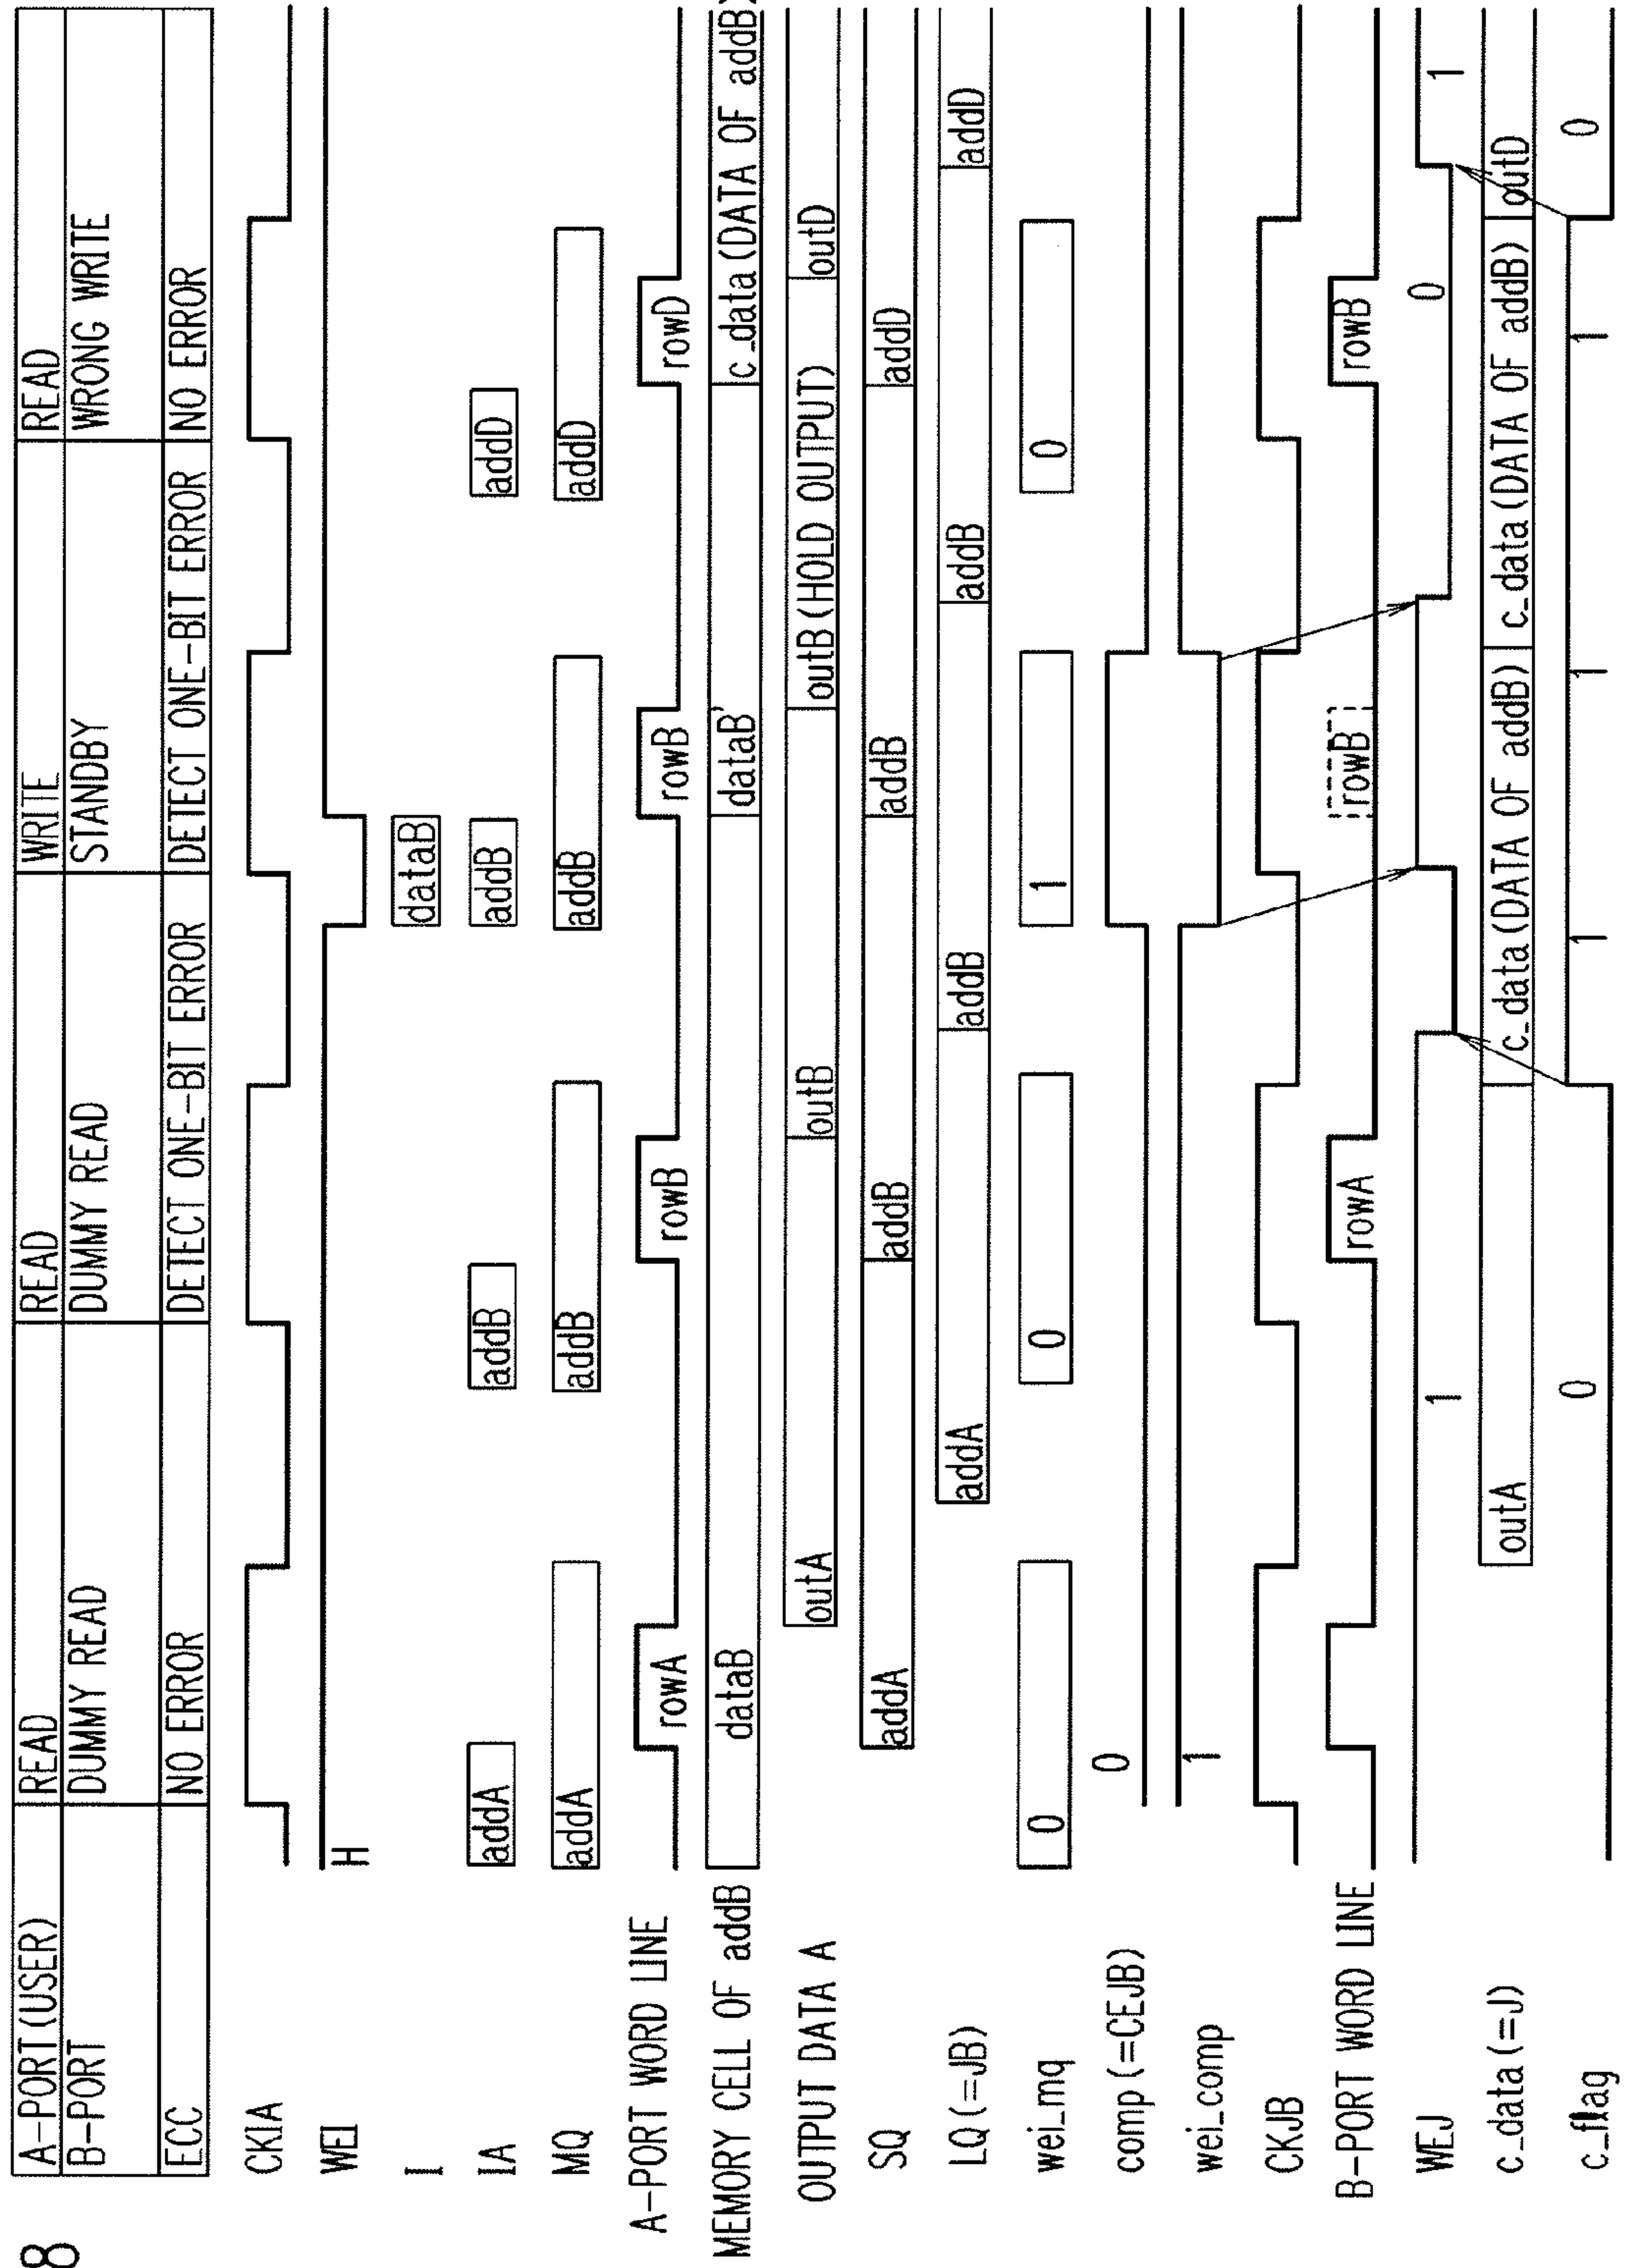 8
A-PORT(USER) READ READ WRITE READ
B-PORT DUMMY READ DUMMY READ STANDBY WRONG WRITE
ECC NO ERROR DETECT ONE-BIT ERROR DETECT ONE-BIT ERROR NO ERROR
CKIA
WEI H
I dataB
IA addA addB addB addD
MQ addA addB addB addD
A-PORT WORD LINE rowA rowB rowB rowD
MEMORY CELL OF addB dataB dataB' c_data(DATA OF addB)
OUTPUT DATA A outA outB outB(HOLD OUTPUT) outD
SQ addA addB addB addD
LQ(=JB) addA addB addB addD
wei_mq 0 0 1 0
comp(=CEJB) 0
wei_comp 1
CKJB
B-PORT WORD LINE rowA rowB rowB
WEJ 1 0 1
c_data(=J) outA c_data(DATA OF addB) c_data(DATA OF addB) outD
c_flag 0 1 1 1 0